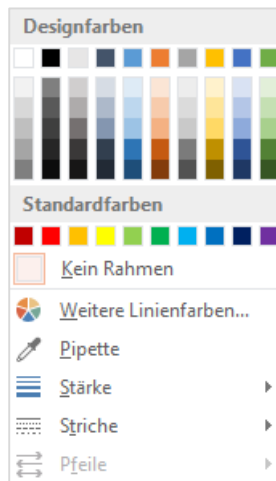 Designfarben
Standardfarben
Kein Rahmen
Weitere Linienfarben...
Pipette
Stärke
Striche
Pfeile